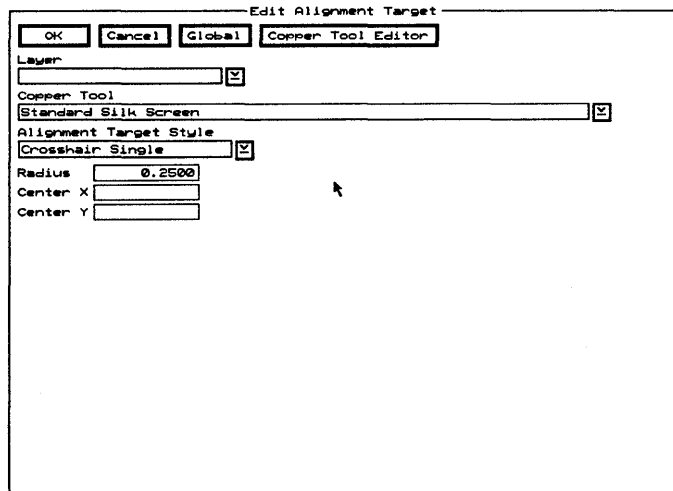 Edit Alignment Target
OK Cancel Global Copper Tool Editor
Layer
Copper Tool
Standard Silk Screen
Alignment Target Style
Crosshair Single
Radius 0.2500
Center X
Center Y